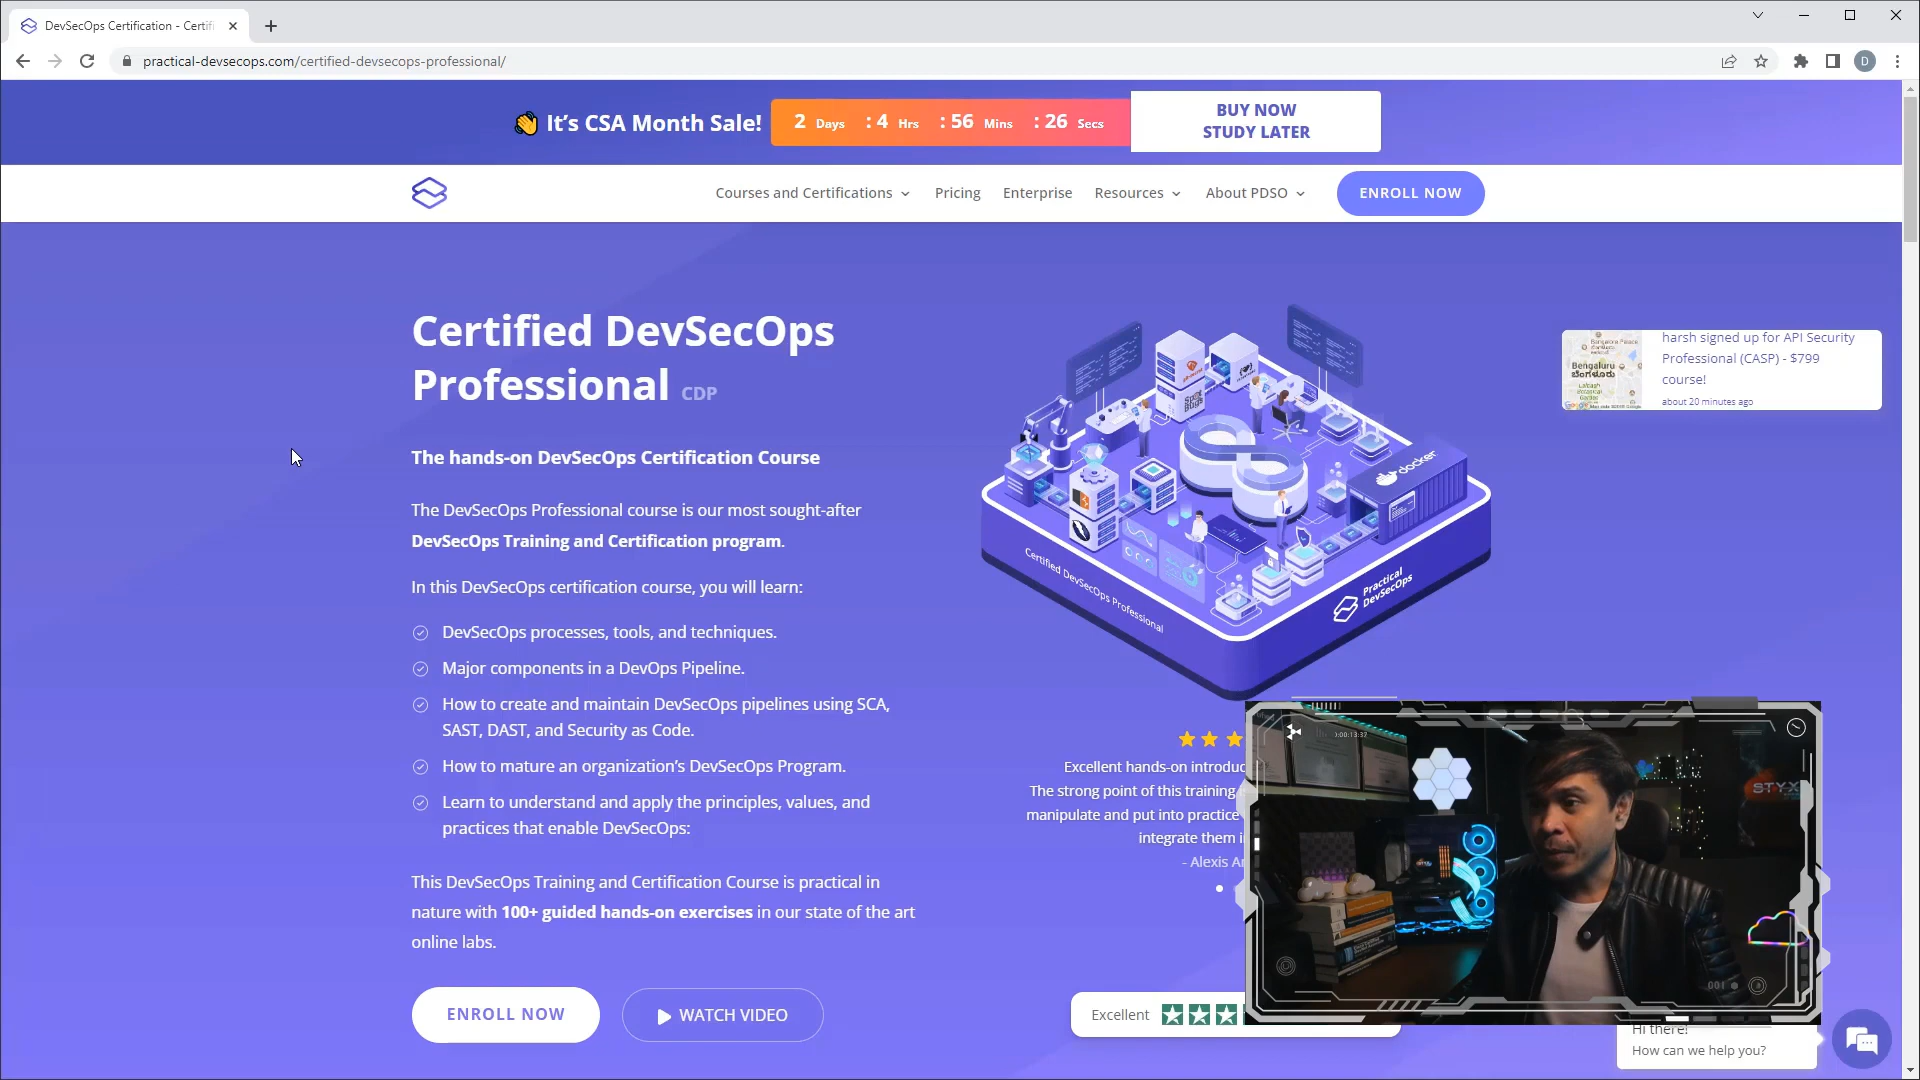 DevSecOps Certification - Certifi
practical-devsecops.com/certified-devsecops-professional/
D
👋 It's CSA Month Sale!
2 Days : 4 Hrs : 56 Mins : 26 Secs
BUY NOW
STUDY LATER
Courses and Certifications
Pricing
Enterprise
Resources
About PDSO
ENROLL NOW
Certified DevSecOps
Professional CDP
The hands-on DevSecOps Certification Course
The DevSecOps Professional course is our most sought-after
DevSecOps Training and Certification program.
In this DevSecOps certification course, you will learn:
DevSecOps processes, tools, and techniques.
Major components in a DevOps Pipeline.
How to create and maintain DevSecOps pipelines using SCA,
SAST, DAST, and Security as Code.
How to mature an organization's DevSecOps Program.
Learn to understand and apply the principles, values, and
practices that enable DevSecOps:
This DevSecOps Training and Certification Course is practical in
nature with 100+ guided hands-on exercises in our state of the art
online labs.
ENROLL NOW
WATCH VIDEO
docker
Certified DevSecOps Professional
Practical
DevSecOps
Bengaluru
ಬೆಂಗಳೂರು
harsh signed up for API Security
Professional (CASP) - $799
course!
about 20 minutes ago
Excellent hands-on introduc
The strong point of this training
manipulate and put into practice
integrate them i
- Alexis A
Excellent
STYX
001
Hi there!
How can we help you?